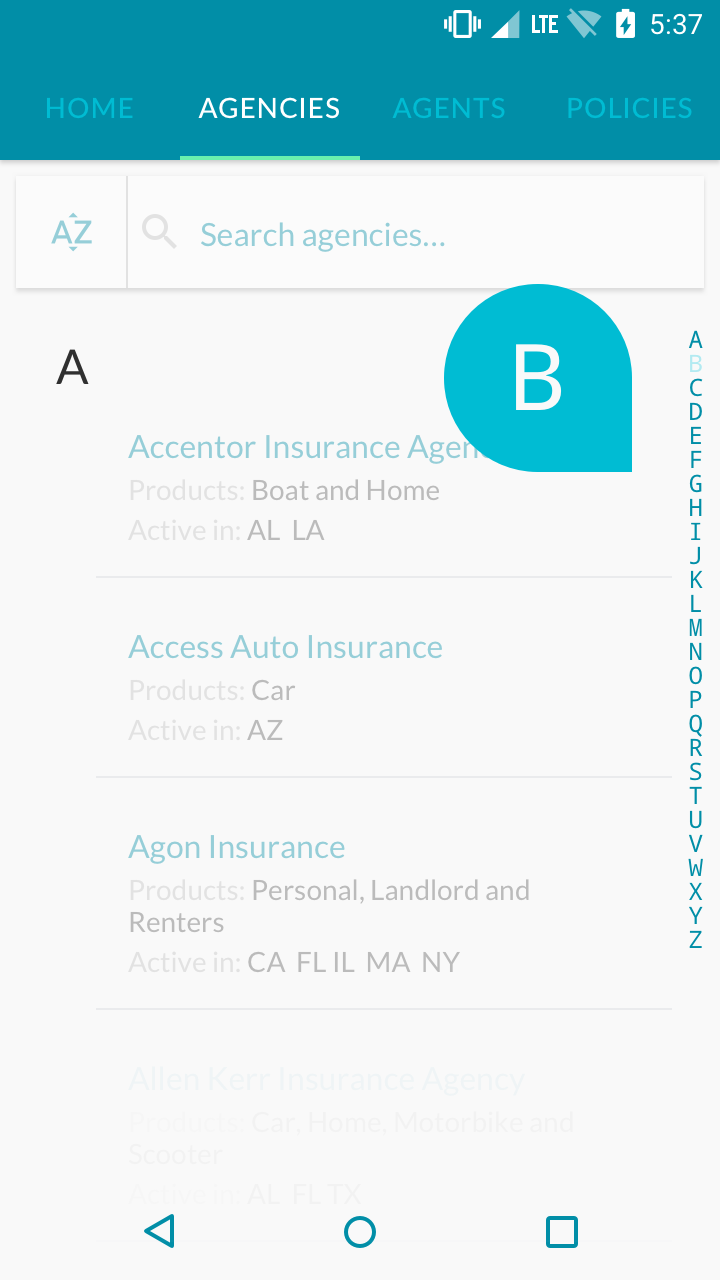 LTE 5:37
HOME AGENCIES AGENTS POLICIES
AZ Search agencies...
A
B
Accentor Insurance Agen
Products: Boat and Home
Active in: AL LA
Access Auto Insurance
Products: Car
Active in: AZ
Agon Insurance
Products: Personal, Landlord and
Renters
Active in: CA FL IL MA NY
Allen Kerr Insurance Agency
Products: Car, Home, Motorbike and
Scooter
Active in: AL FL TX
A
B
C
D
E
F
G
H
I
J
K
L
M
N
O
P
Q
R
S
T
U
V
W
X
Y
Z